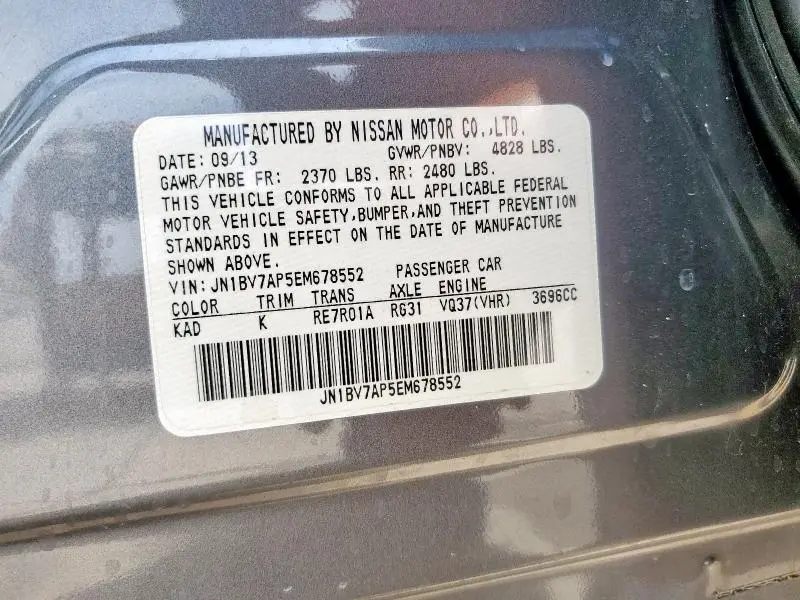 MANUFACTURED BY NISSAN MOTOR CO.,LTD.
DATE: 09/13 GVWR/PNBV: 4828 LBS.
GAWR/PNBE FR: 2370 LBS. RR: 2480 LBS.
THIS VEHICLE CONFORMS TO ALL APPLICABLE FEDERAL
MOTOR VEHICLE SAFETY,BUMPER,AND THEFT PREVENTION
STANDARDS IN EFFECT ON THE DATE OF MANUFACTURE
SHOWN ABOVE.
VIN: JN1BV7AP5EM678552 PASSENGER CAR
COLOR TRIM TRANS AXLE ENGINE
KAD K RE7R01A R631 VQ37(VHR) 3696CC
JN1BV7AP5EM678552